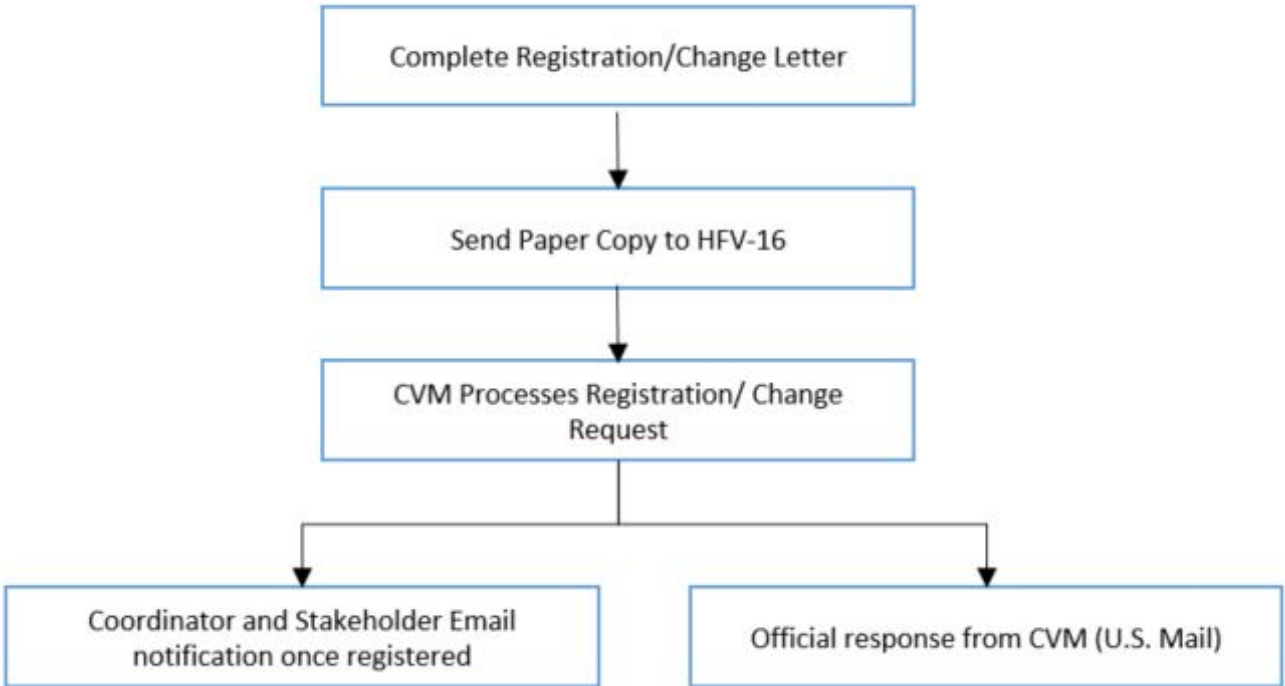 Complete Registration/Change Letter
Send Paper Copy to HFV-16
CVM Processes Registration/ Change
Request
Coordinator and Stakeholder Email
notification once registered
Official response from CVM (U.S. Mail)